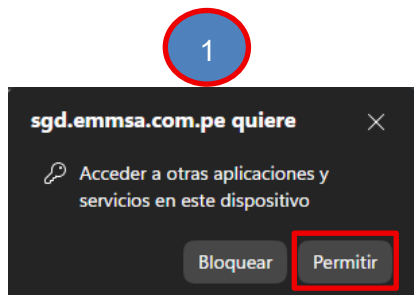 1
sgd.emmsa.com.pe quiere
Acceder a otras aplicaciones y
servicios en este dispositivo
Bloquear Permitir